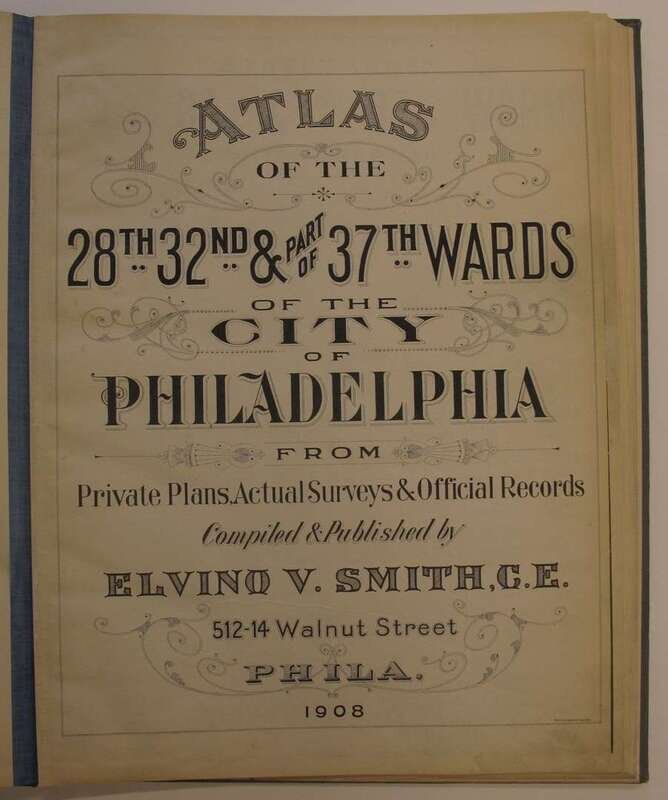 ATLAS
OF THE
28TH 32ND & PART OF 37TH WARDS
OF THE
CITY
OF
PHILADELPHIA
FROM
Private Plans, Actual Surveys & Official Records
Compiled & Published by
ELVINO V. SMITH, C.E.
512-14 Walnut Street
PHILA.
1908